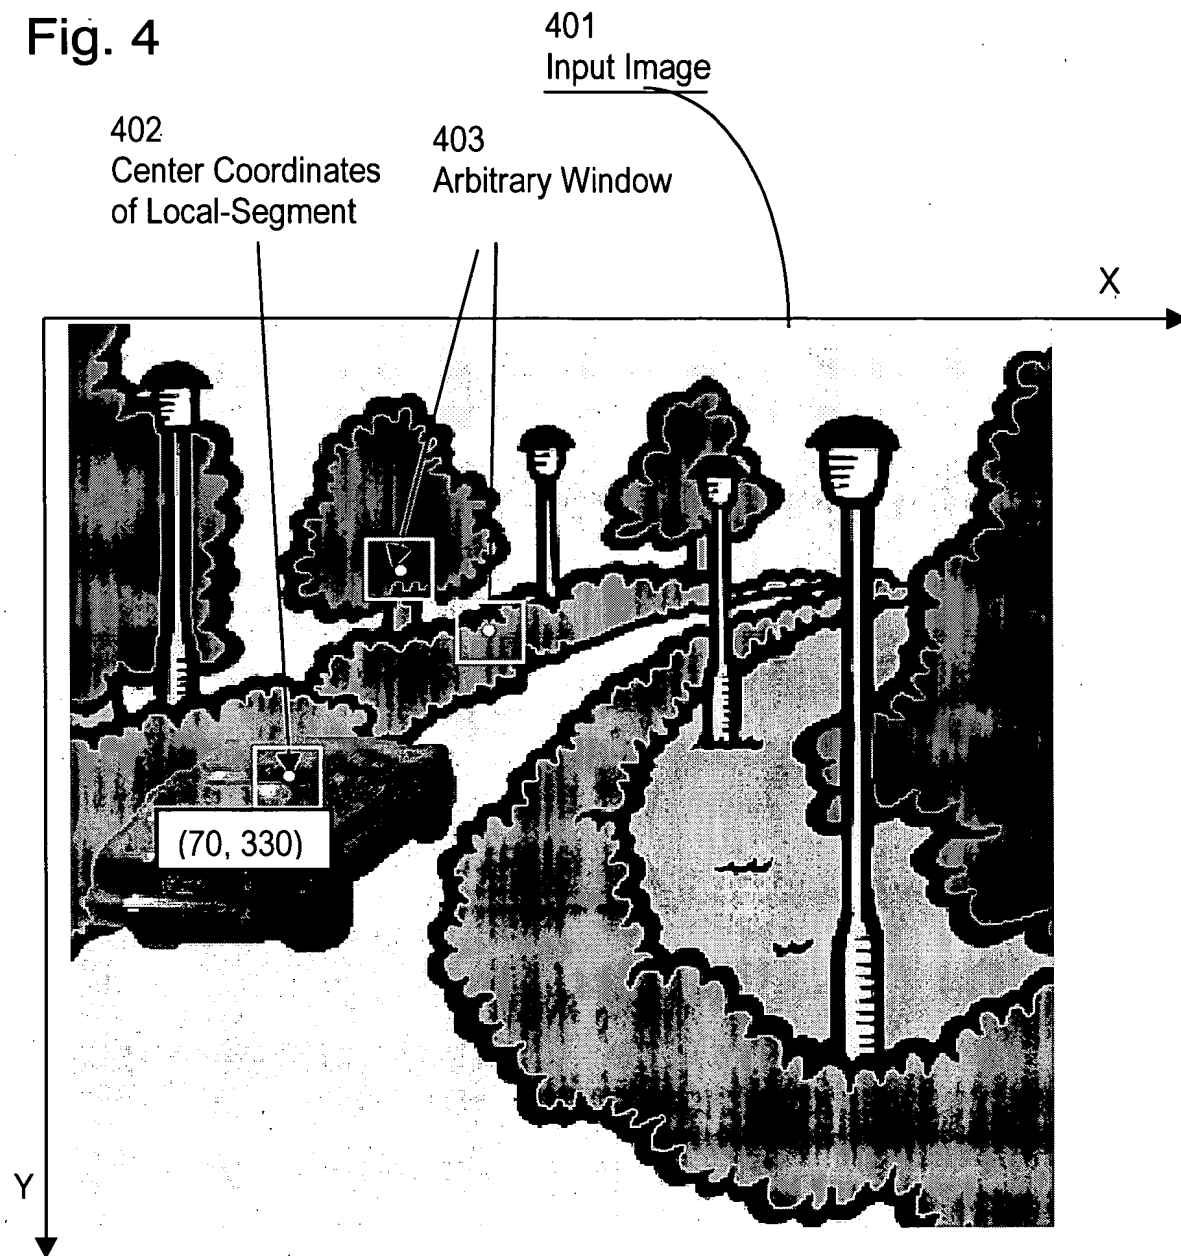 Fig. 4
401
Input Image
402
Center Coordinates
of Local-Segment
403
Arbitrary Window
X
(70, 330)
Y